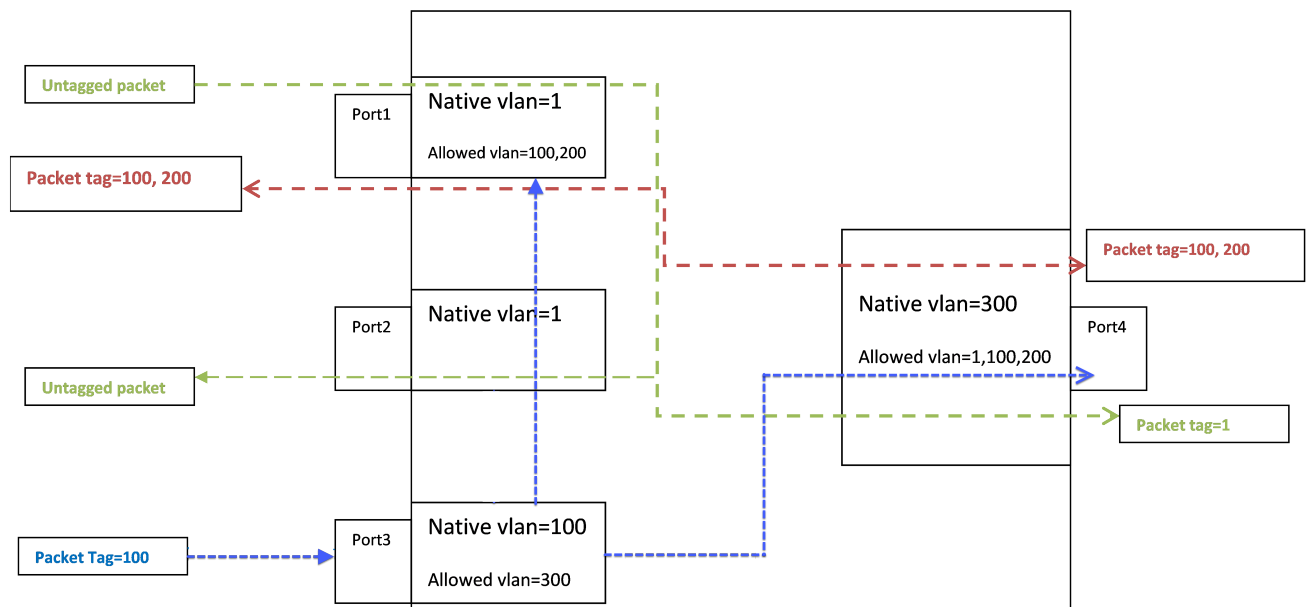 Untagged packet
Port1
Native vlan=1
Allowed vlan=100,200
Packet tag=100, 200
Packet tag=100, 200
Port2
Native vlan=1
Native vlan=300
Allowed vlan=1,100,200
Port4
Untagged packet
Packet tag=1
Packet Tag=100
Port3
Native vlan=100
Allowed vlan=300